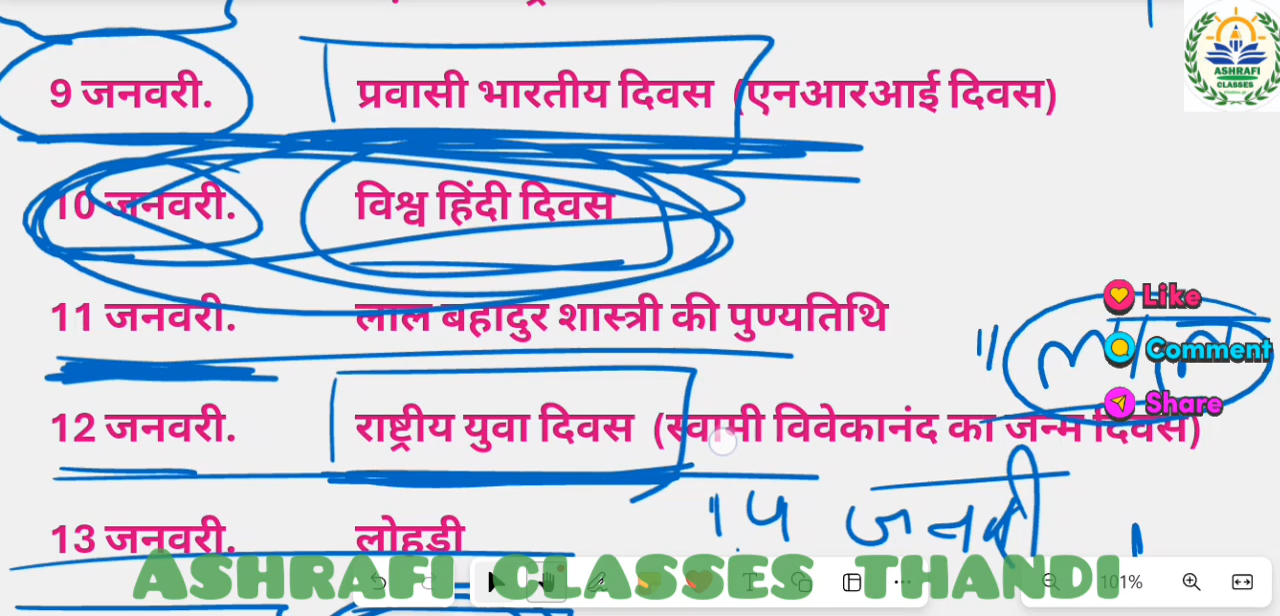 ASHRAFI
CLASSES
9 जनवरी. प्रवासी भारतीय दिवस (एनआरआई दिवस)
10 जनवरी. विश्व हिंदी दिवस
11 जनवरी. लाल बहादुर शास्त्री की पुण्यतिथि
Like
Comment
Share
12 जनवरी. राष्ट्रीय युवा दिवस (स्वामी विवेकानंद का जन्म दिवस)
जनवरी
13 जनवरी. लोहड़ी
ASHRAFI CLASSES THANDI
101%